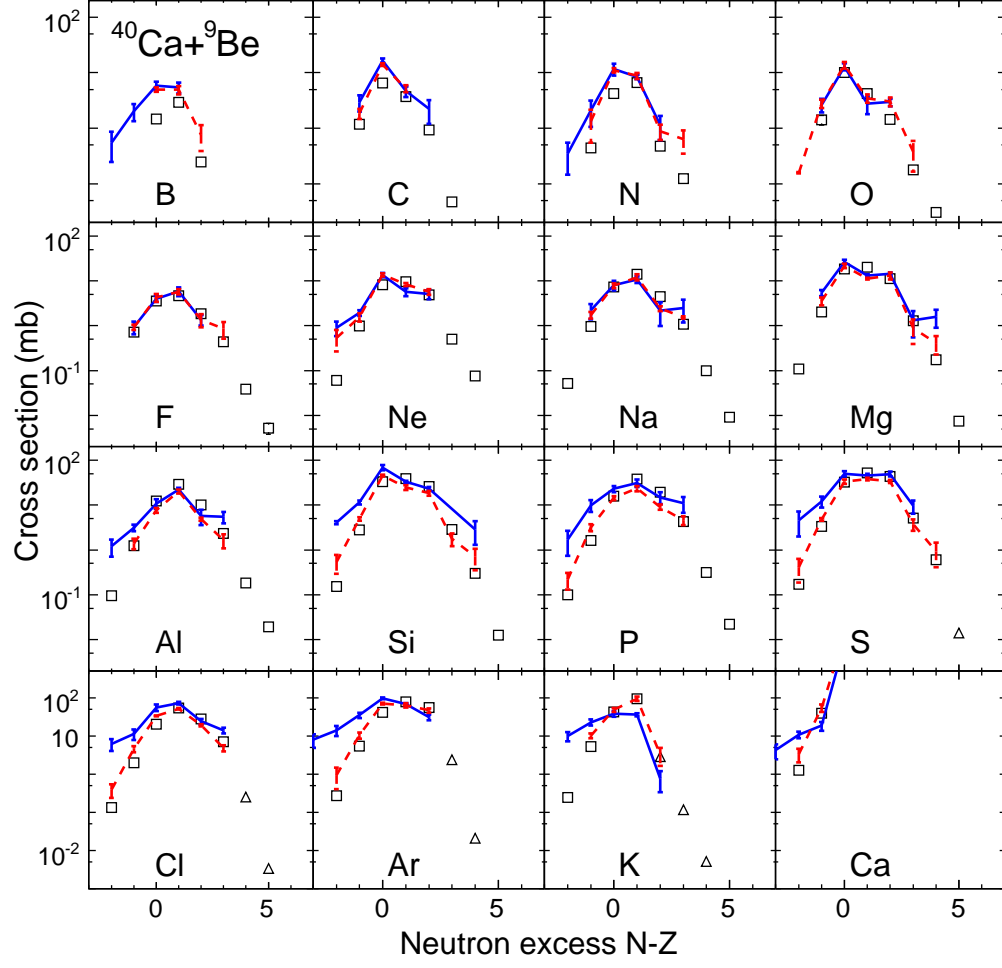 10²
⁴⁰Ca+⁹Be
B
C
N
O
10²
10⁻¹
F
Ne
Na
Mg
Cross section (mb)
10²
10⁻¹
Al
Si
P
S
10²
10
10⁻²
Cl
Ar
K
Ca
0 5 0 5 0 5 0 5
Neutron excess N-Z